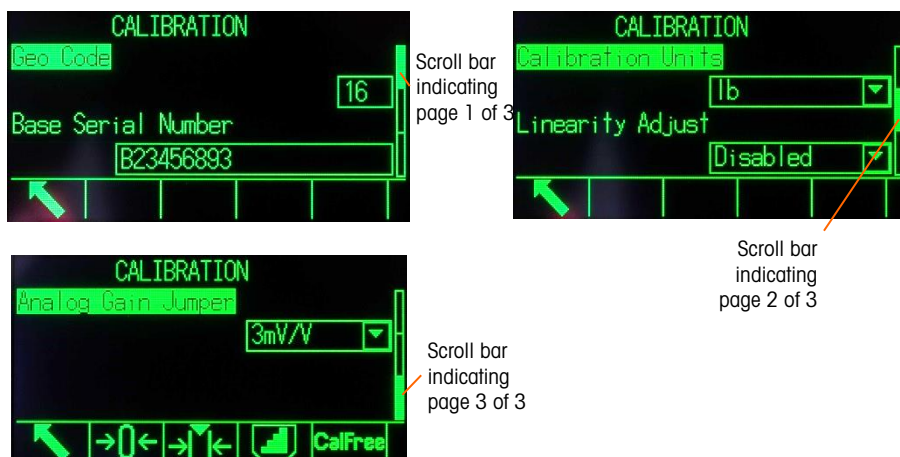 CALIBRATION
Geo Code
16
Base Serial Number
B23456893
Scroll bar
indicating
page 1 of 3
CALIBRATION
Calibration Units
lb
Linearity Adjust
Disabled
Scroll bar
indicating
page 2 of 3
CALIBRATION
Analog Gain Jumper
3mV/V
→0←
CalFree
Scroll bar
indicating
page 3 of 3